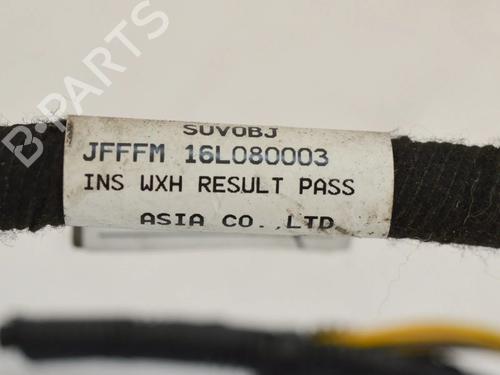 B-PARTS
SUVOBJ
JFFFM 16L080003
INS WXH RESULT PASS
ASIA CO.,LTD